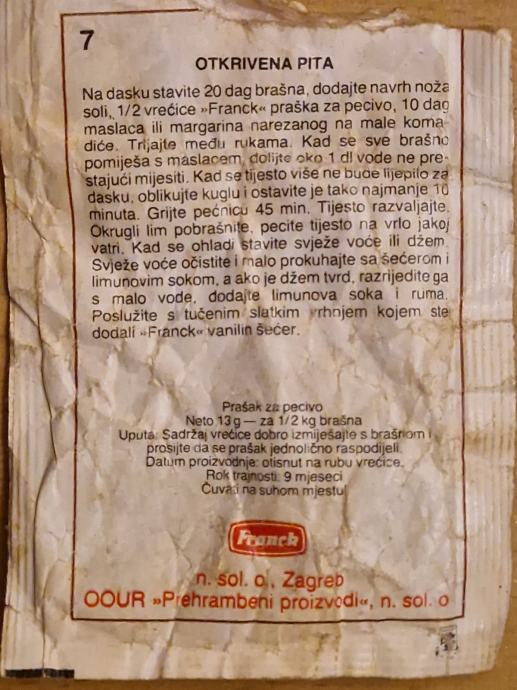 7
OTKRIVENA PITA
Na dasku stavite 20 dag brašna, dodajte navrh noža
soli, 1/2 vrećice »Franck« praška za pecivo, 10 dag
maslaca ili margarina narezanog na male koma-
diće. Trljajte među rukama. Kad se sve brašno
pomiješa s maslacem, dolijte oko 1 dl vode ne pre-
stajući mijesiti. Kad se tijesto više ne bude lijepilo za
dasku, oblikujte kuglu i ostavite je tako najmanje 10
minuta. Grijte pećnicu 45 min. Tijesto razvaljajte.
Okrugli lim pobrašnite, pecite tijesto na vrlo jakoj
vatri. Kad se ohladi stavite svježe voće ili džem.
Svježe voće očistite i malo prokuhajte sa šećerom i
limunovim sokom, a ako je džem tvrd, razrijedite ga
s malo vode, dodajte limunova soka i ruma.
Poslužite s tučenim slatkim vrhnjem kojem ste
dodali »Franck« vanilin šećer.
Prašak za pecivo
Neto 13 g — za 1/2 kg brašna
Uputa: Sadržaj vrećice dobro izmiješajte s brašnom i
prosijte da se prašak jednolično raspodijeli.
Datum proizvodnje: otisnut na rubu vrećice.
Rok trajnosti: 9 mjeseci
Čuvati na suhom mjestu!
Franck
n. sol. o., Zagreb
OOUR »Prehrambeni proizvodi«, n. sol. o